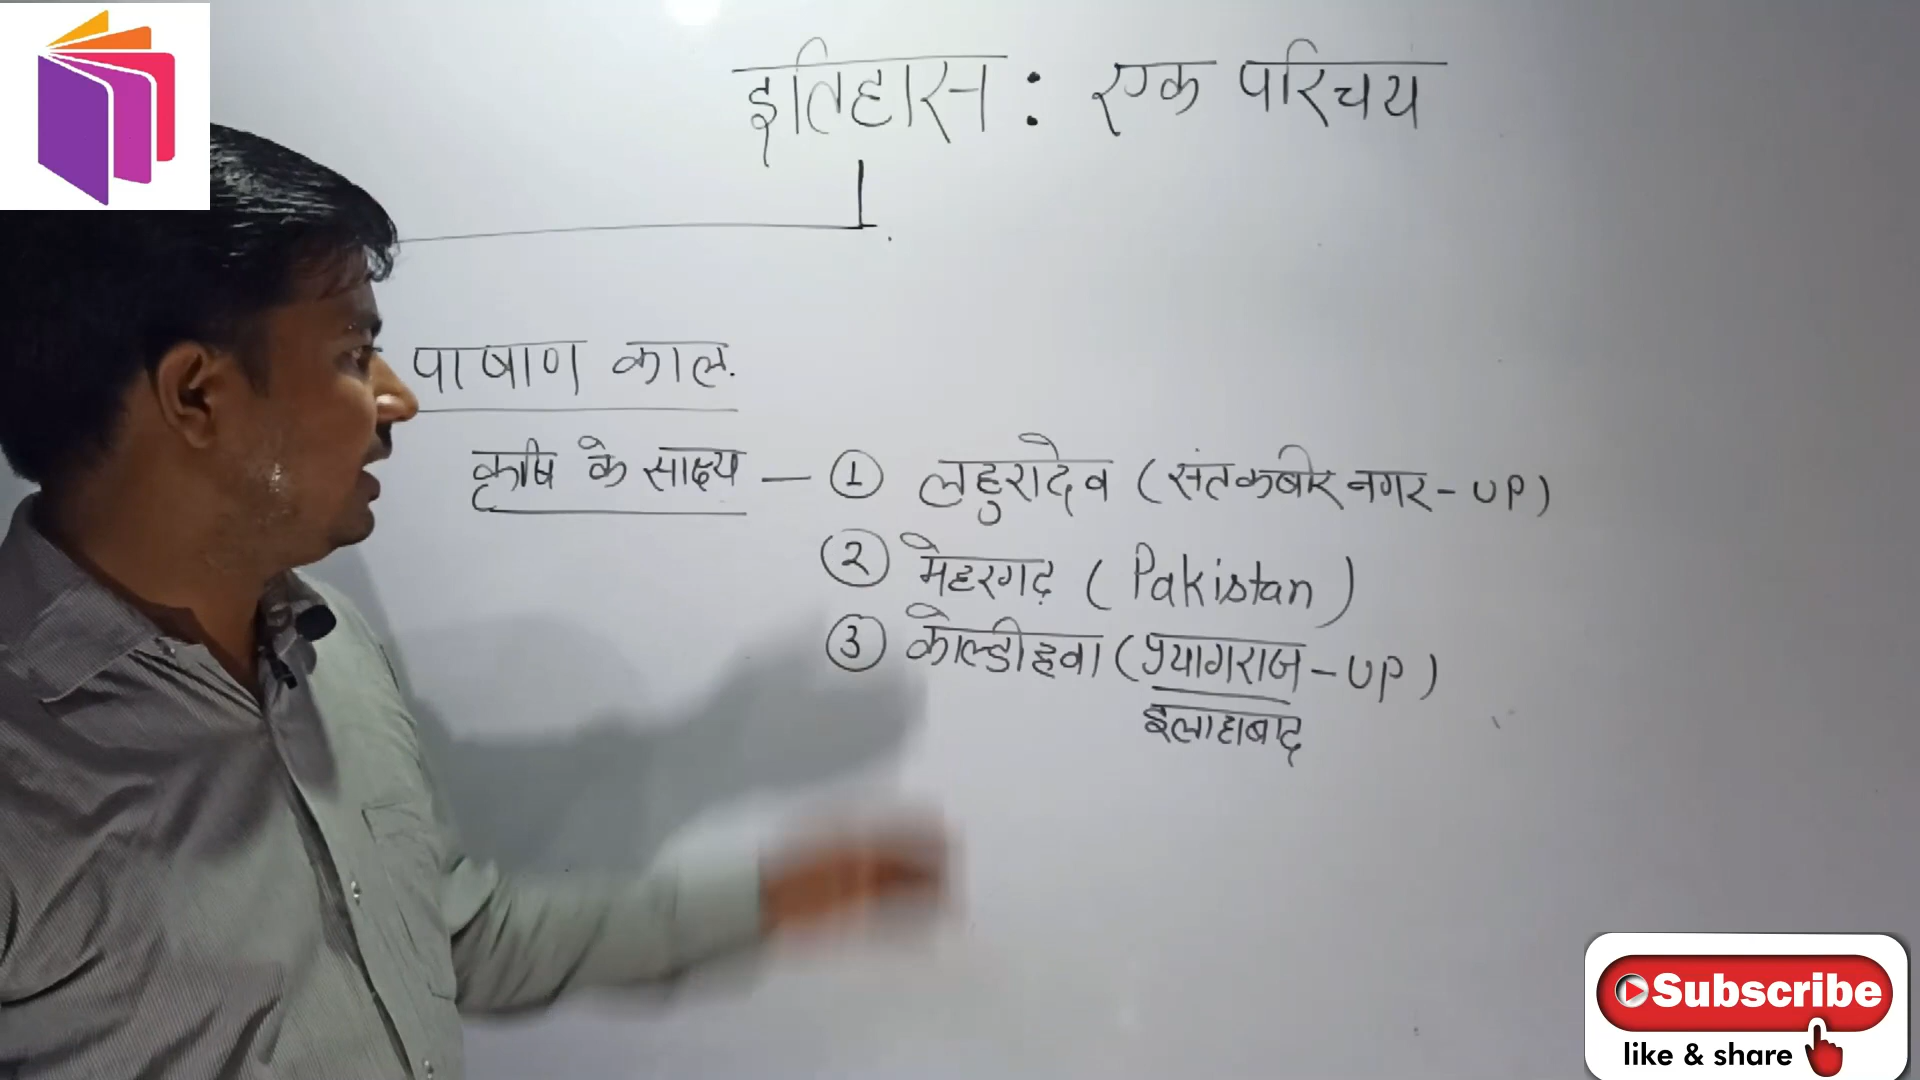 इतिहास : एक परिचय
पाषाण काल.
कृषि के साक्ष्य — ① लहुरादेव (संतकबीर नगर - UP)
② मेहरगढ़ (Pakistan)
③ कोल्डीहवा (प्रयागराज - UP)
इलाहाबाद
Subscribe
like & share